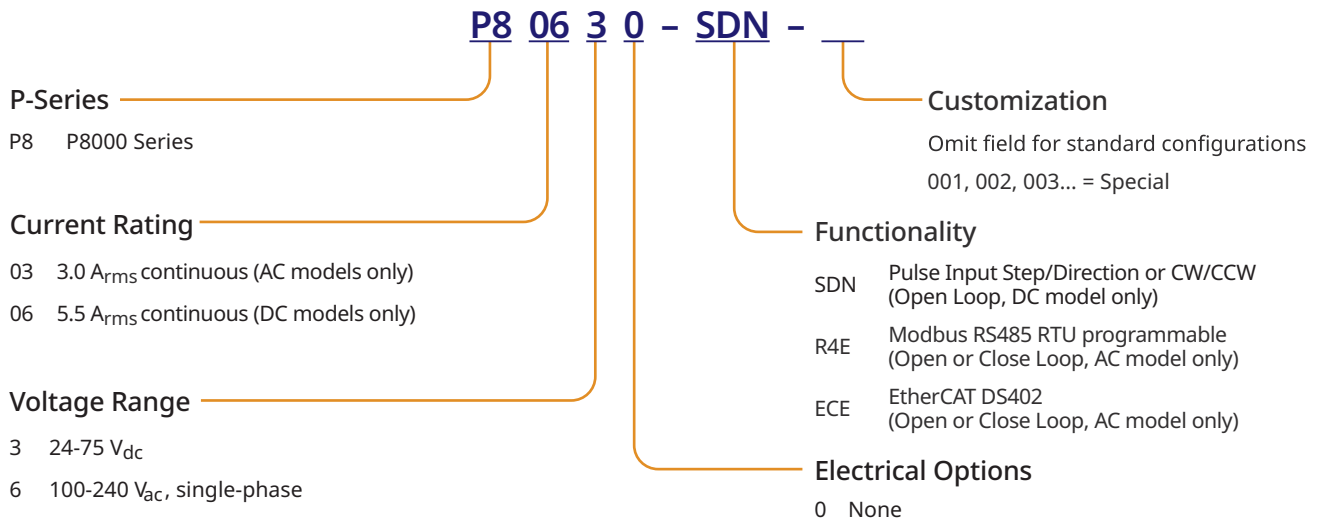 P8 06 3 0 – SDN –
P-Series
P8 P8000 Series
Current Rating
03 3.0 Arms continuous (AC models only)
06 5.5 Arms continuous (DC models only)
Voltage Range
3 24-75 Vdc
6 100-240 Vac, single-phase
Customization
Omit field for standard configurations
001, 002, 003... = Special
Functionality
SDN Pulse Input Step/Direction or CW/CCW
(Open Loop, DC model only)
R4E Modbus RS485 RTU programmable
(Open or Close Loop, AC model only)
ECE EtherCAT DS402
(Open or Close Loop, AC model only)
Electrical Options
0 None